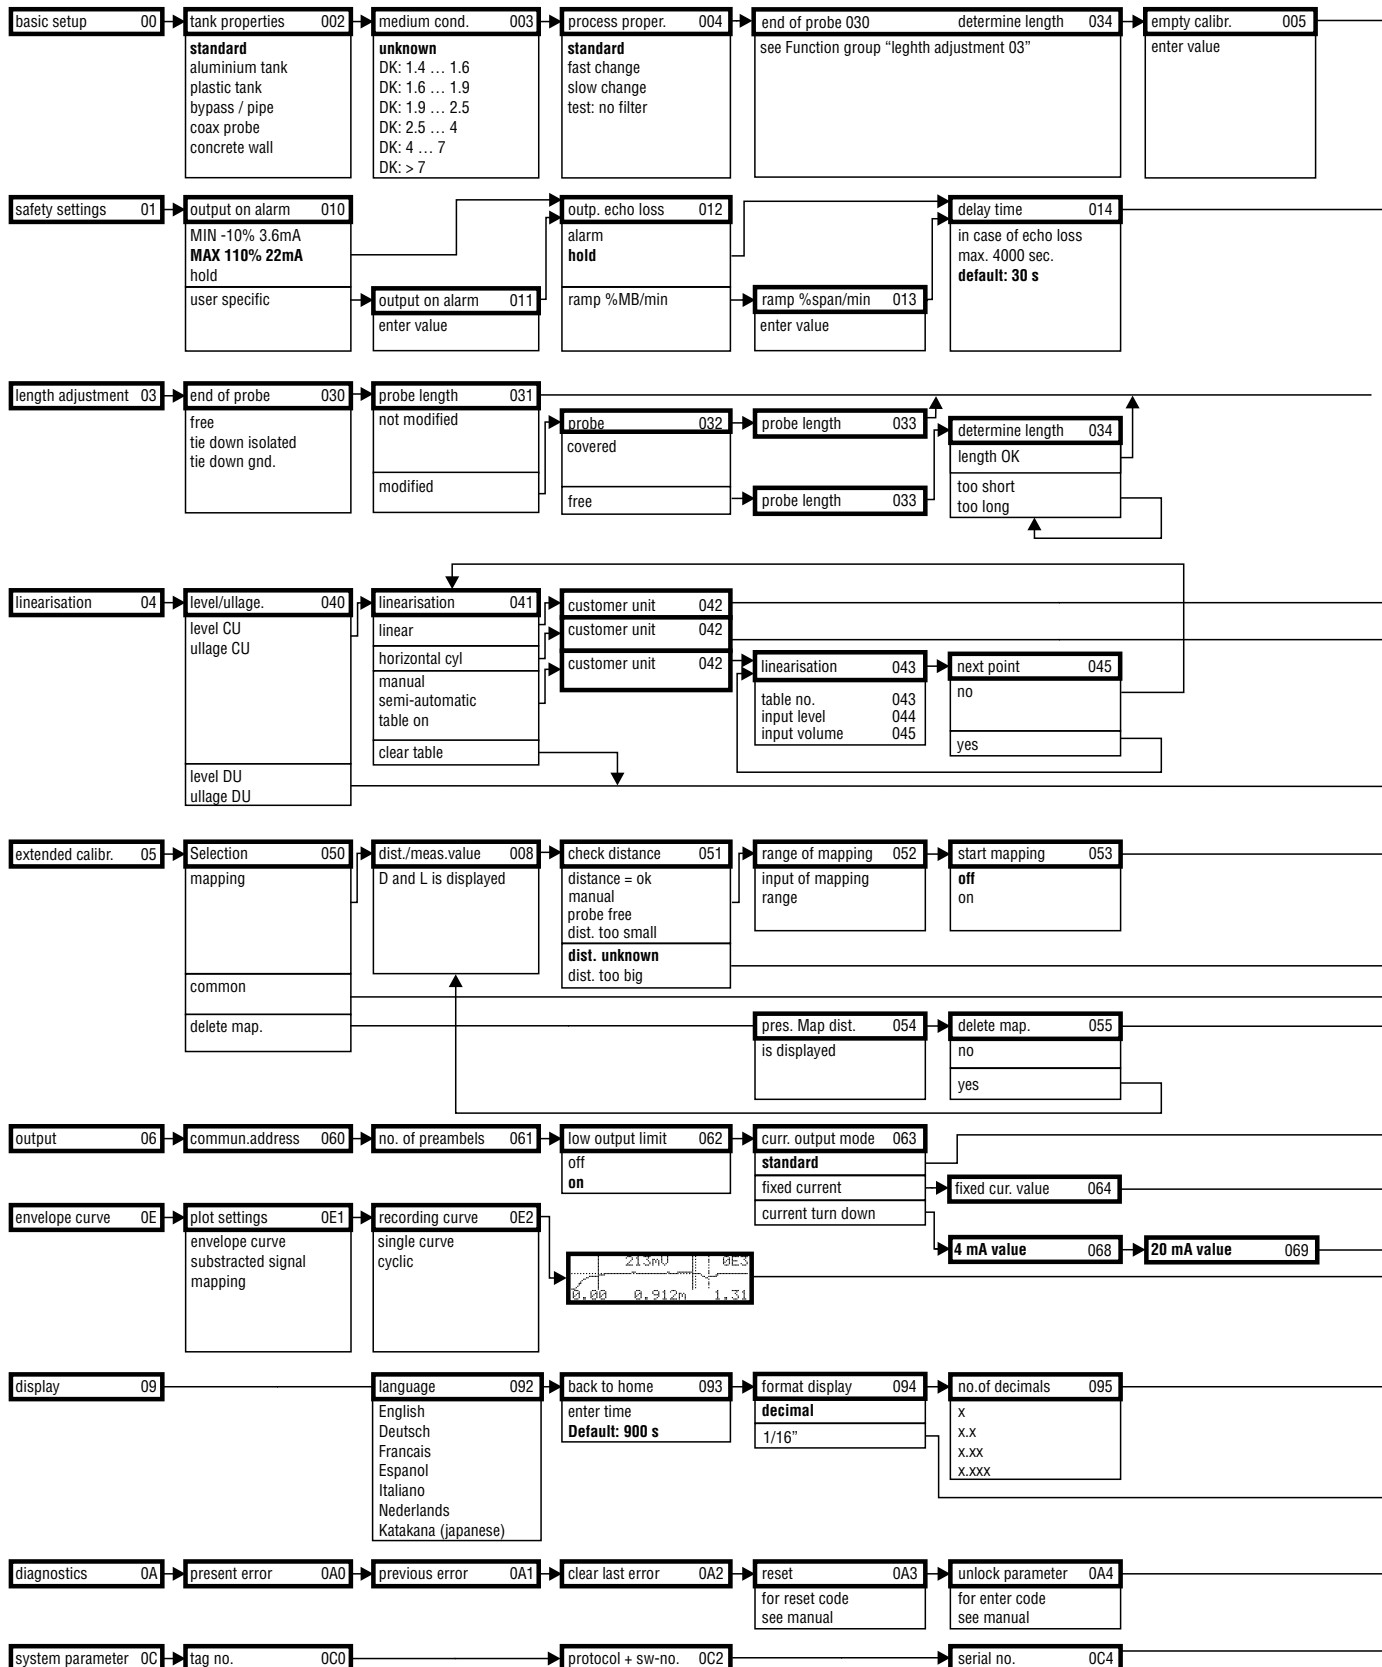 basic setup 00
tank properties 002
standard
aluminium tank
plastic tank
bypass / pipe
coax probe
concrete wall
medium cond. 003
unknown
DK: 1.4 … 1.6
DK: 1.6 … 1.9
DK: 1.9 … 2.5
DK: 2.5 … 4
DK: 4 … 7
DK: > 7
process proper. 004
standard
fast change
slow change
test: no filter
end of probe 030 determine length 034
see Function group “leghth adjustment 03”
empty calibr. 005
enter value
safety settings 01
output on alarm 010
MIN -10% 3.6mA
MAX 110% 22mA
hold
user specific
output on alarm 011
enter value
outp. echo loss 012
alarm
hold
ramp %MB/min
ramp %span/min 013
enter value
delay time 014
in case of echo loss
max. 4000 sec.
default: 30 s
length adjustment 03
end of probe 030
free
tie down isolated
tie down gnd.
probe length 031
not modified
modified
probe 032
covered
free
probe length 033
probe length 033
determine length 034
length OK
too short
too long
linearisation 04
level/ullage. 040
level CU
ullage CU
level DU
ullage DU
linearisation 041
linear
horizontal cyl
manual
semi-automatic
table on
clear table
customer unit 042
customer unit 042
customer unit 042
linearisation 043
table no. 043
input level 044
input volume 045
next point 045
no
yes
extended calibr. 05
Selection 050
mapping
common
delete map.
dist./meas.value 008
D and L is displayed
check distance 051
distance = ok
manual
probe free
dist. too small
dist. unknown
dist. too big
range of mapping 052
input of mapping
range
start mapping 053
off
on
pres. Map dist. 054
is displayed
delete map. 055
no
yes
output 06
commun.address 060
no. of preambels 061
low output limit 062
off
on
curr. output mode 063
standard
fixed current
current turn down
fixed cur. value 064
4 mA value 068
20 mA value 069
envelope curve 0E
plot settings 0E1
envelope curve
substracted signal
mapping
recording curve 0E2
single curve
cyclic
213mV 0E3
0.00 0.912m 1.31
display 09
language 092
English
Deutsch
Francais
Espanol
Italiano
Nederlands
Katakana (japanese)
back to home 093
enter time
Default: 900 s
format display 094
decimal
1/16”
no.of decimals 095
x
x.x
x.xx
x.xxx
diagnostics 0A
present error 0A0
previous error 0A1
clear last error 0A2
reset 0A3
for reset code
see manual
unlock parameter 0A4
for enter code
see manual
system parameter 0C
tag no. 0C0
protocol + sw-no. 0C2
serial no. 0C4